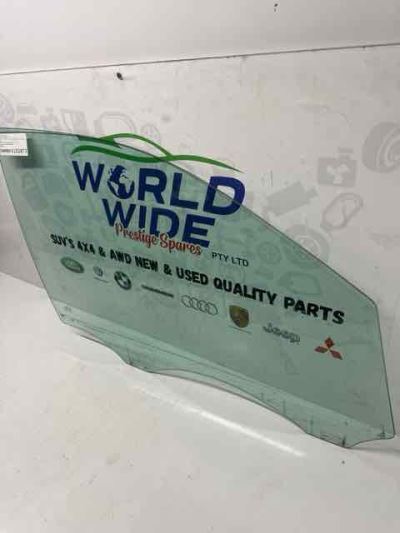 WORLD
WIDE
Prestige Spares
PTY LTD
SUV'S 4X4 & AWD NEW & USED QUALITY PARTS
Jeep